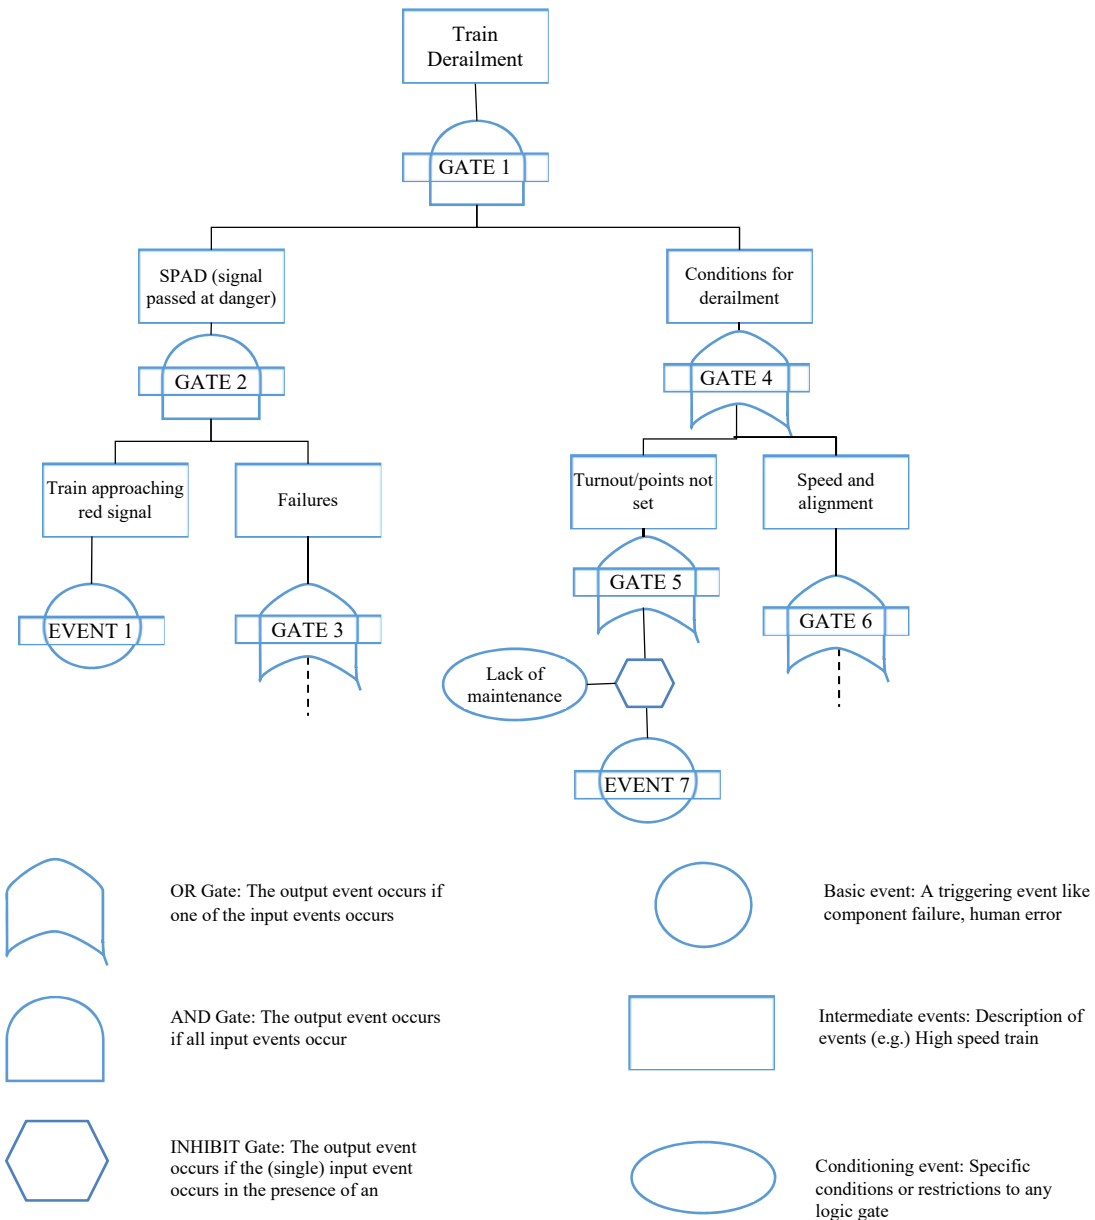 Train
Derailment
GATE 1
SPAD (signal
passed at danger)
Conditions for
derailment
GATE 2
GATE 4
Train approaching
red signal
Failures
Turnout/points not
set
Speed and
alignment
EVENT 1
GATE 3
GATE 5
GATE 6
Lack of
maintenance
EVENT 7
OR Gate: The output event occurs if
one of the input events occurs
Basic event: A triggering event like
component failure, human error
AND Gate: The output event occurs
if all input events occur
Intermediate events: Description of
events (e.g.) High speed train
INHIBIT Gate: The output event
occurs if the (single) input event
occurs in the presence of an
Conditioning event: Specific
conditions or restrictions to any
logic gate